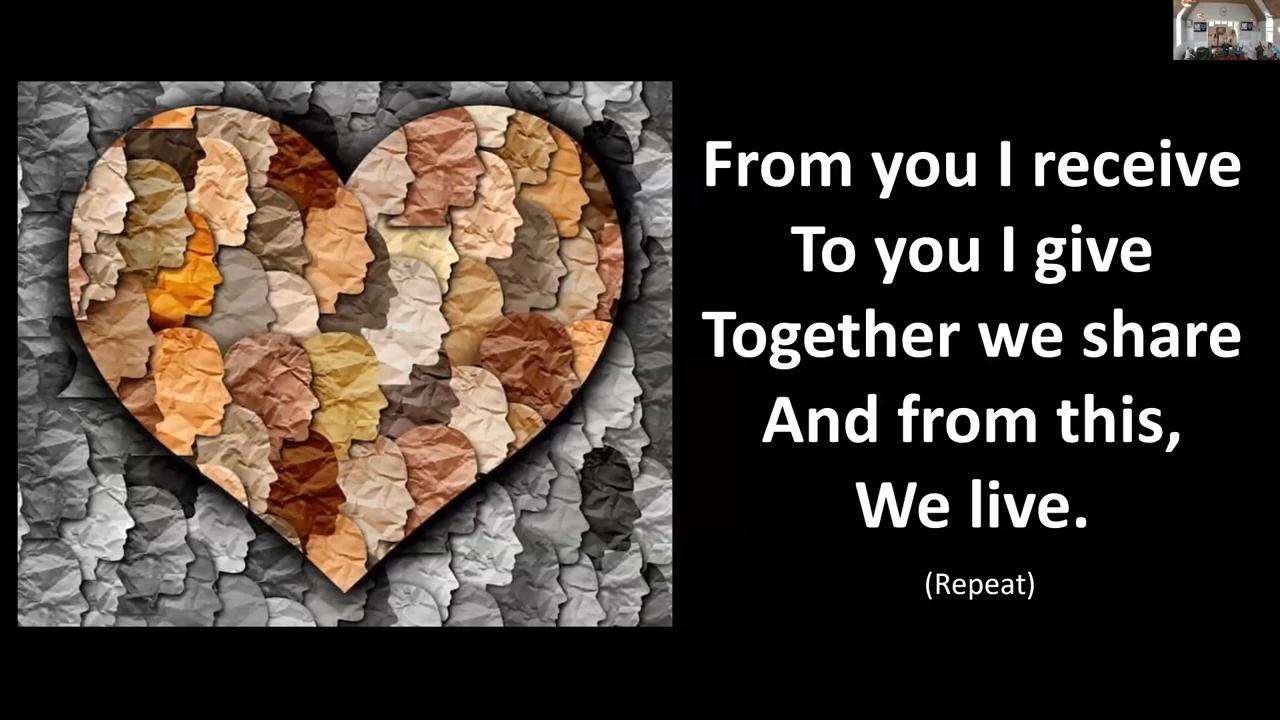 From you I receive
To you I give
Together we share
And from this,
We live.
(Repeat)